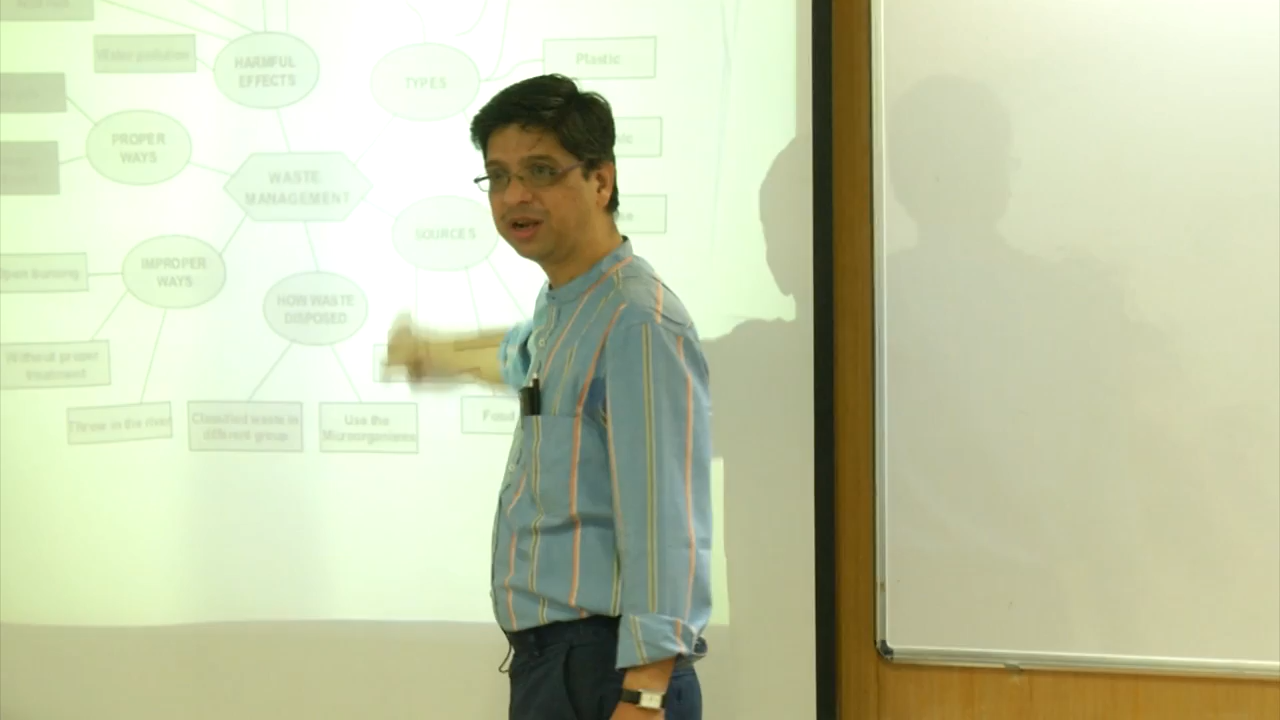 Water pollution
HARMFUL
EFFECTS
TYPES
Plastic
PROPER
WAYS
WASTE
MANAGEMENT
SOURCES
IMPROPER
WAYS
Open Burning
HOW WASTE
DISPOSED
Without proper
treatment
Throw in the river
Classified waste in
different group
Use the
Microorganisms
Food